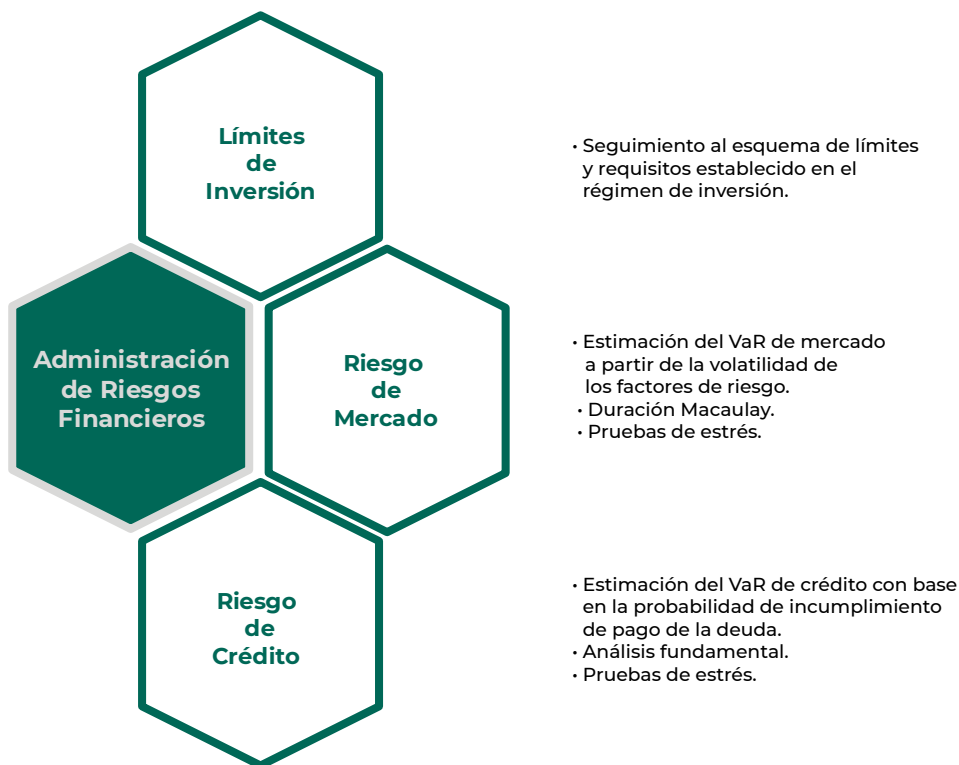 Límites
de
Inversión
• Seguimiento al esquema de límites
y requisitos establecido en el
régimen de inversión.
Administración
de Riesgos
Financieros
Riesgo
de
Mercado
• Estimación del VaR de mercado
a partir de la volatilidad de
los factores de riesgo.
• Duración Macaulay.
• Pruebas de estrés.
Riesgo
de
Crédito
• Estimación del VaR de crédito con base
en la probabilidad de incumplimiento
de pago de la deuda.
• Análisis fundamental.
• Pruebas de estrés.